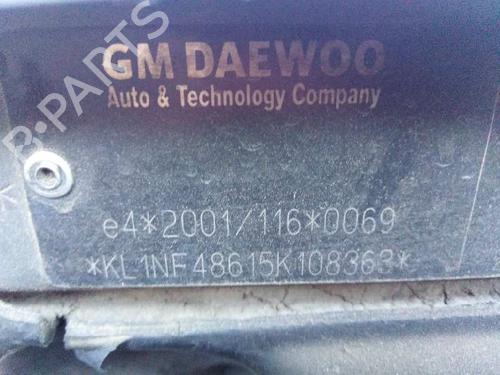 GM DAEWOO
Auto & Technology Company
B-PARTS
e4*2001/116*0069
*KL1NF48615K108363*